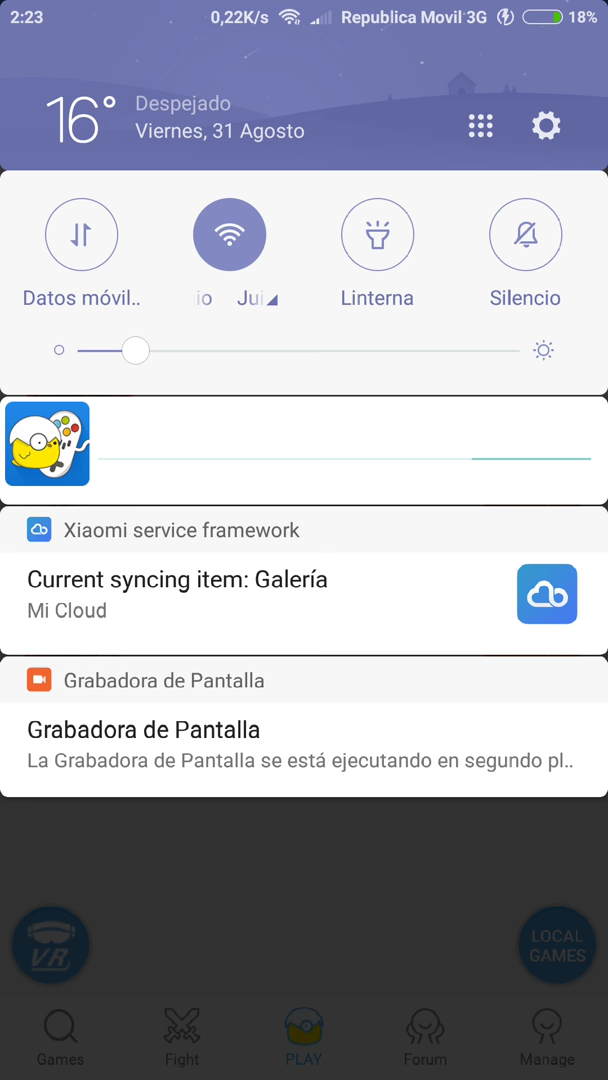 2:23 0,22K/s Republica Movil 3G 18%
16° Despejado
Viernes, 31 Agosto
Datos móvil.. io Jui Linterna Silencio
Xiaomi service framework
Current syncing item: Galería
Mi Cloud
Grabadora de Pantalla
Grabadora de Pantalla
La Grabadora de Pantalla se está ejecutando en segundo pl..
VR
LOCAL
GAMES
Games Fight PLAY Forum Manage